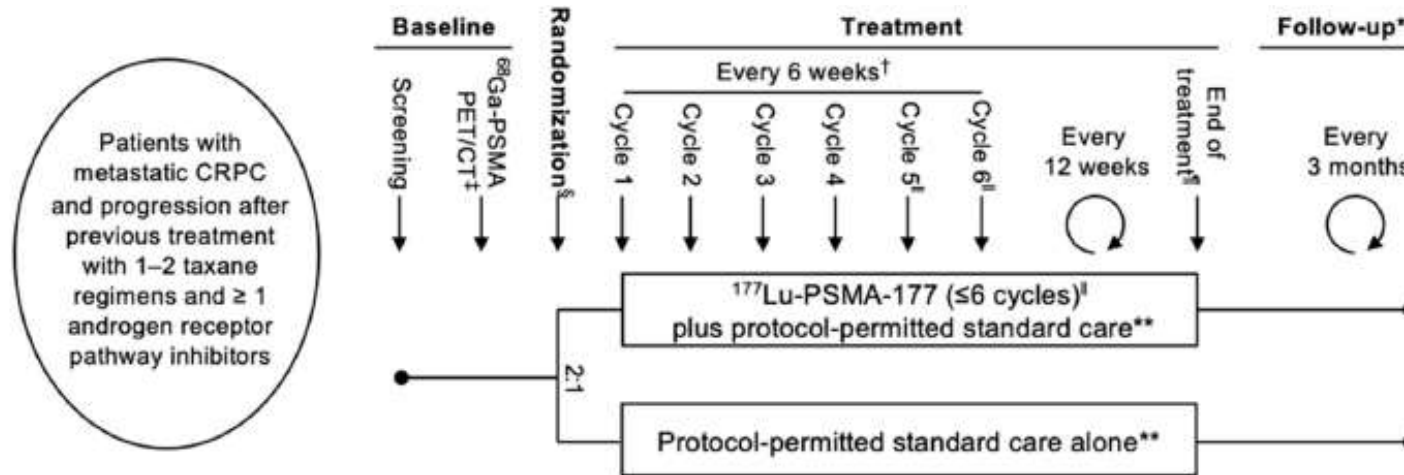 Baseline
Randomization§
Treatment
Follow-up*
Screening
⁶⁸Ga-PSMA
PET/CT‡
Every 6 weeks†
Cycle 1
Cycle 2
Cycle 3
Cycle 4
Cycle 5‖
Cycle 6‖
Every
12 weeks
End of
treatment¶
Every
3 months
Patients with
metastatic CRPC
and progression after
previous treatment
with 1–2 taxane
regimens and ≥ 1
androgen receptor
pathway inhibitors
2:1
¹⁷⁷Lu-PSMA-177 (≤6 cycles)‖
plus protocol-permitted standard care**
Protocol-permitted standard care alone**